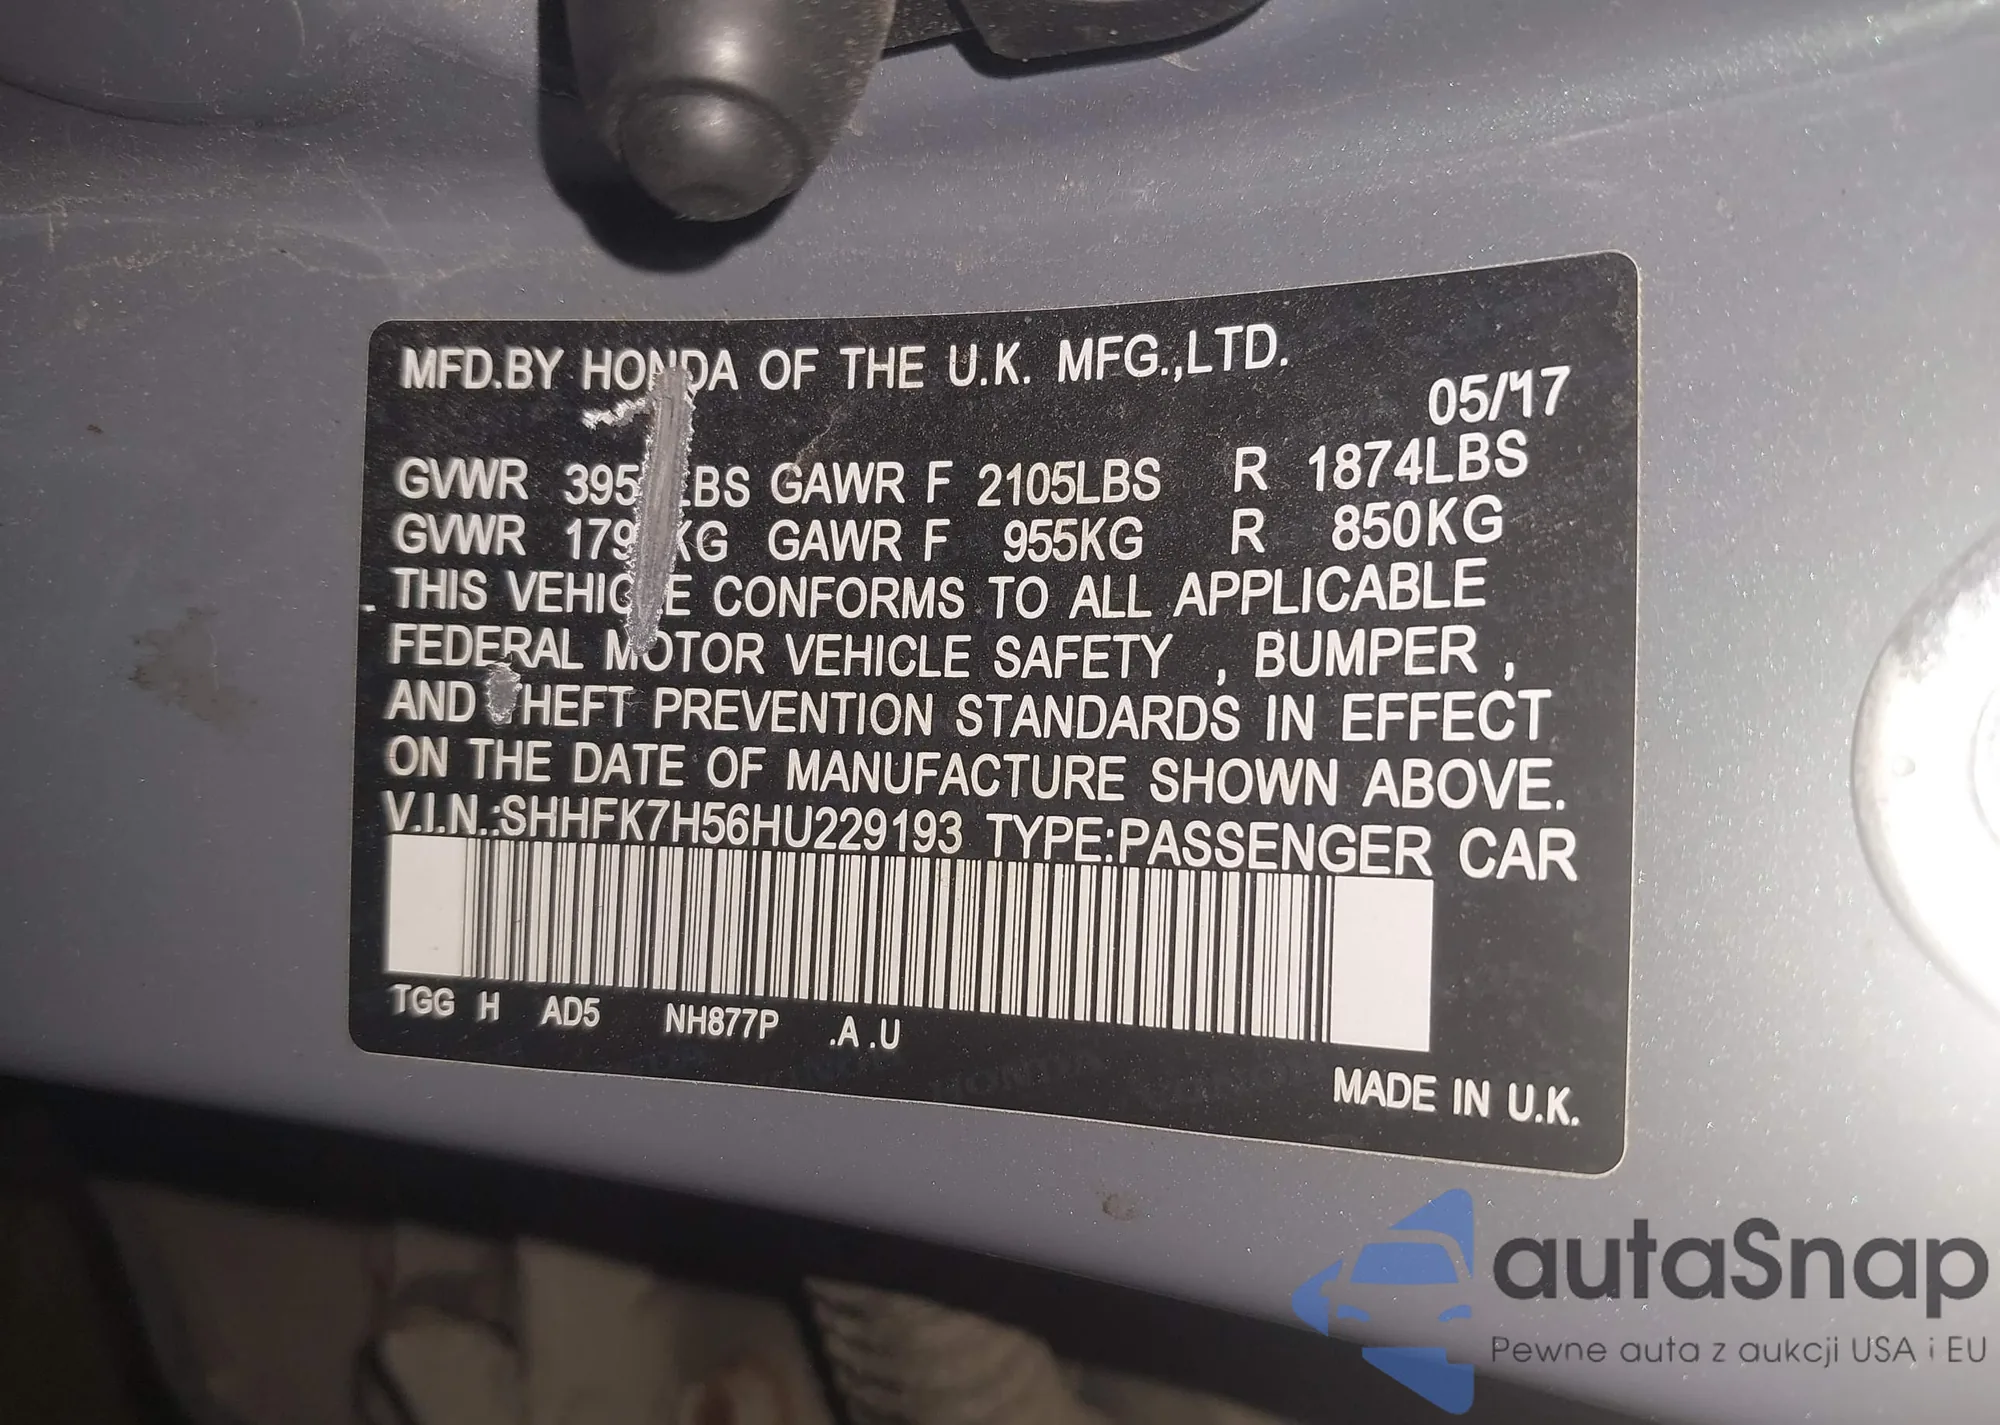 MFD.BY HONDA OF THE U.K. MFG.,LTD.
05/17
GVWR 395 LBS GAWR F 2105LBS R 1874LBS
GVWR 179 KG GAWR F 955KG R 850KG
THIS VEHICLE CONFORMS TO ALL APPLICABLE
FEDERAL MOTOR VEHICLE SAFETY , BUMPER ,
AND THEFT PREVENTION STANDARDS IN EFFECT
ON THE DATE OF MANUFACTURE SHOWN ABOVE.
V.I.N.:SHHFK7H56HU229193 TYPE:PASSENGER CAR
TGG H AD5 NH877P .A .U
MADE IN U.K.
autaSnap
Pewne auta z aukcji USA i EU